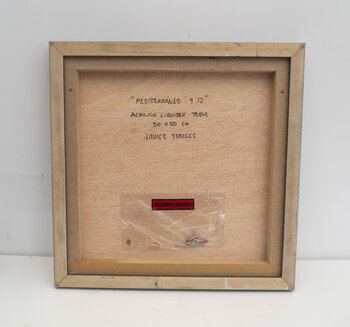 "MEDITERRANEO 9.12"
ACRILICO LIQUITEX - TABLA
50 X 50 CM
JAVIER TORICES